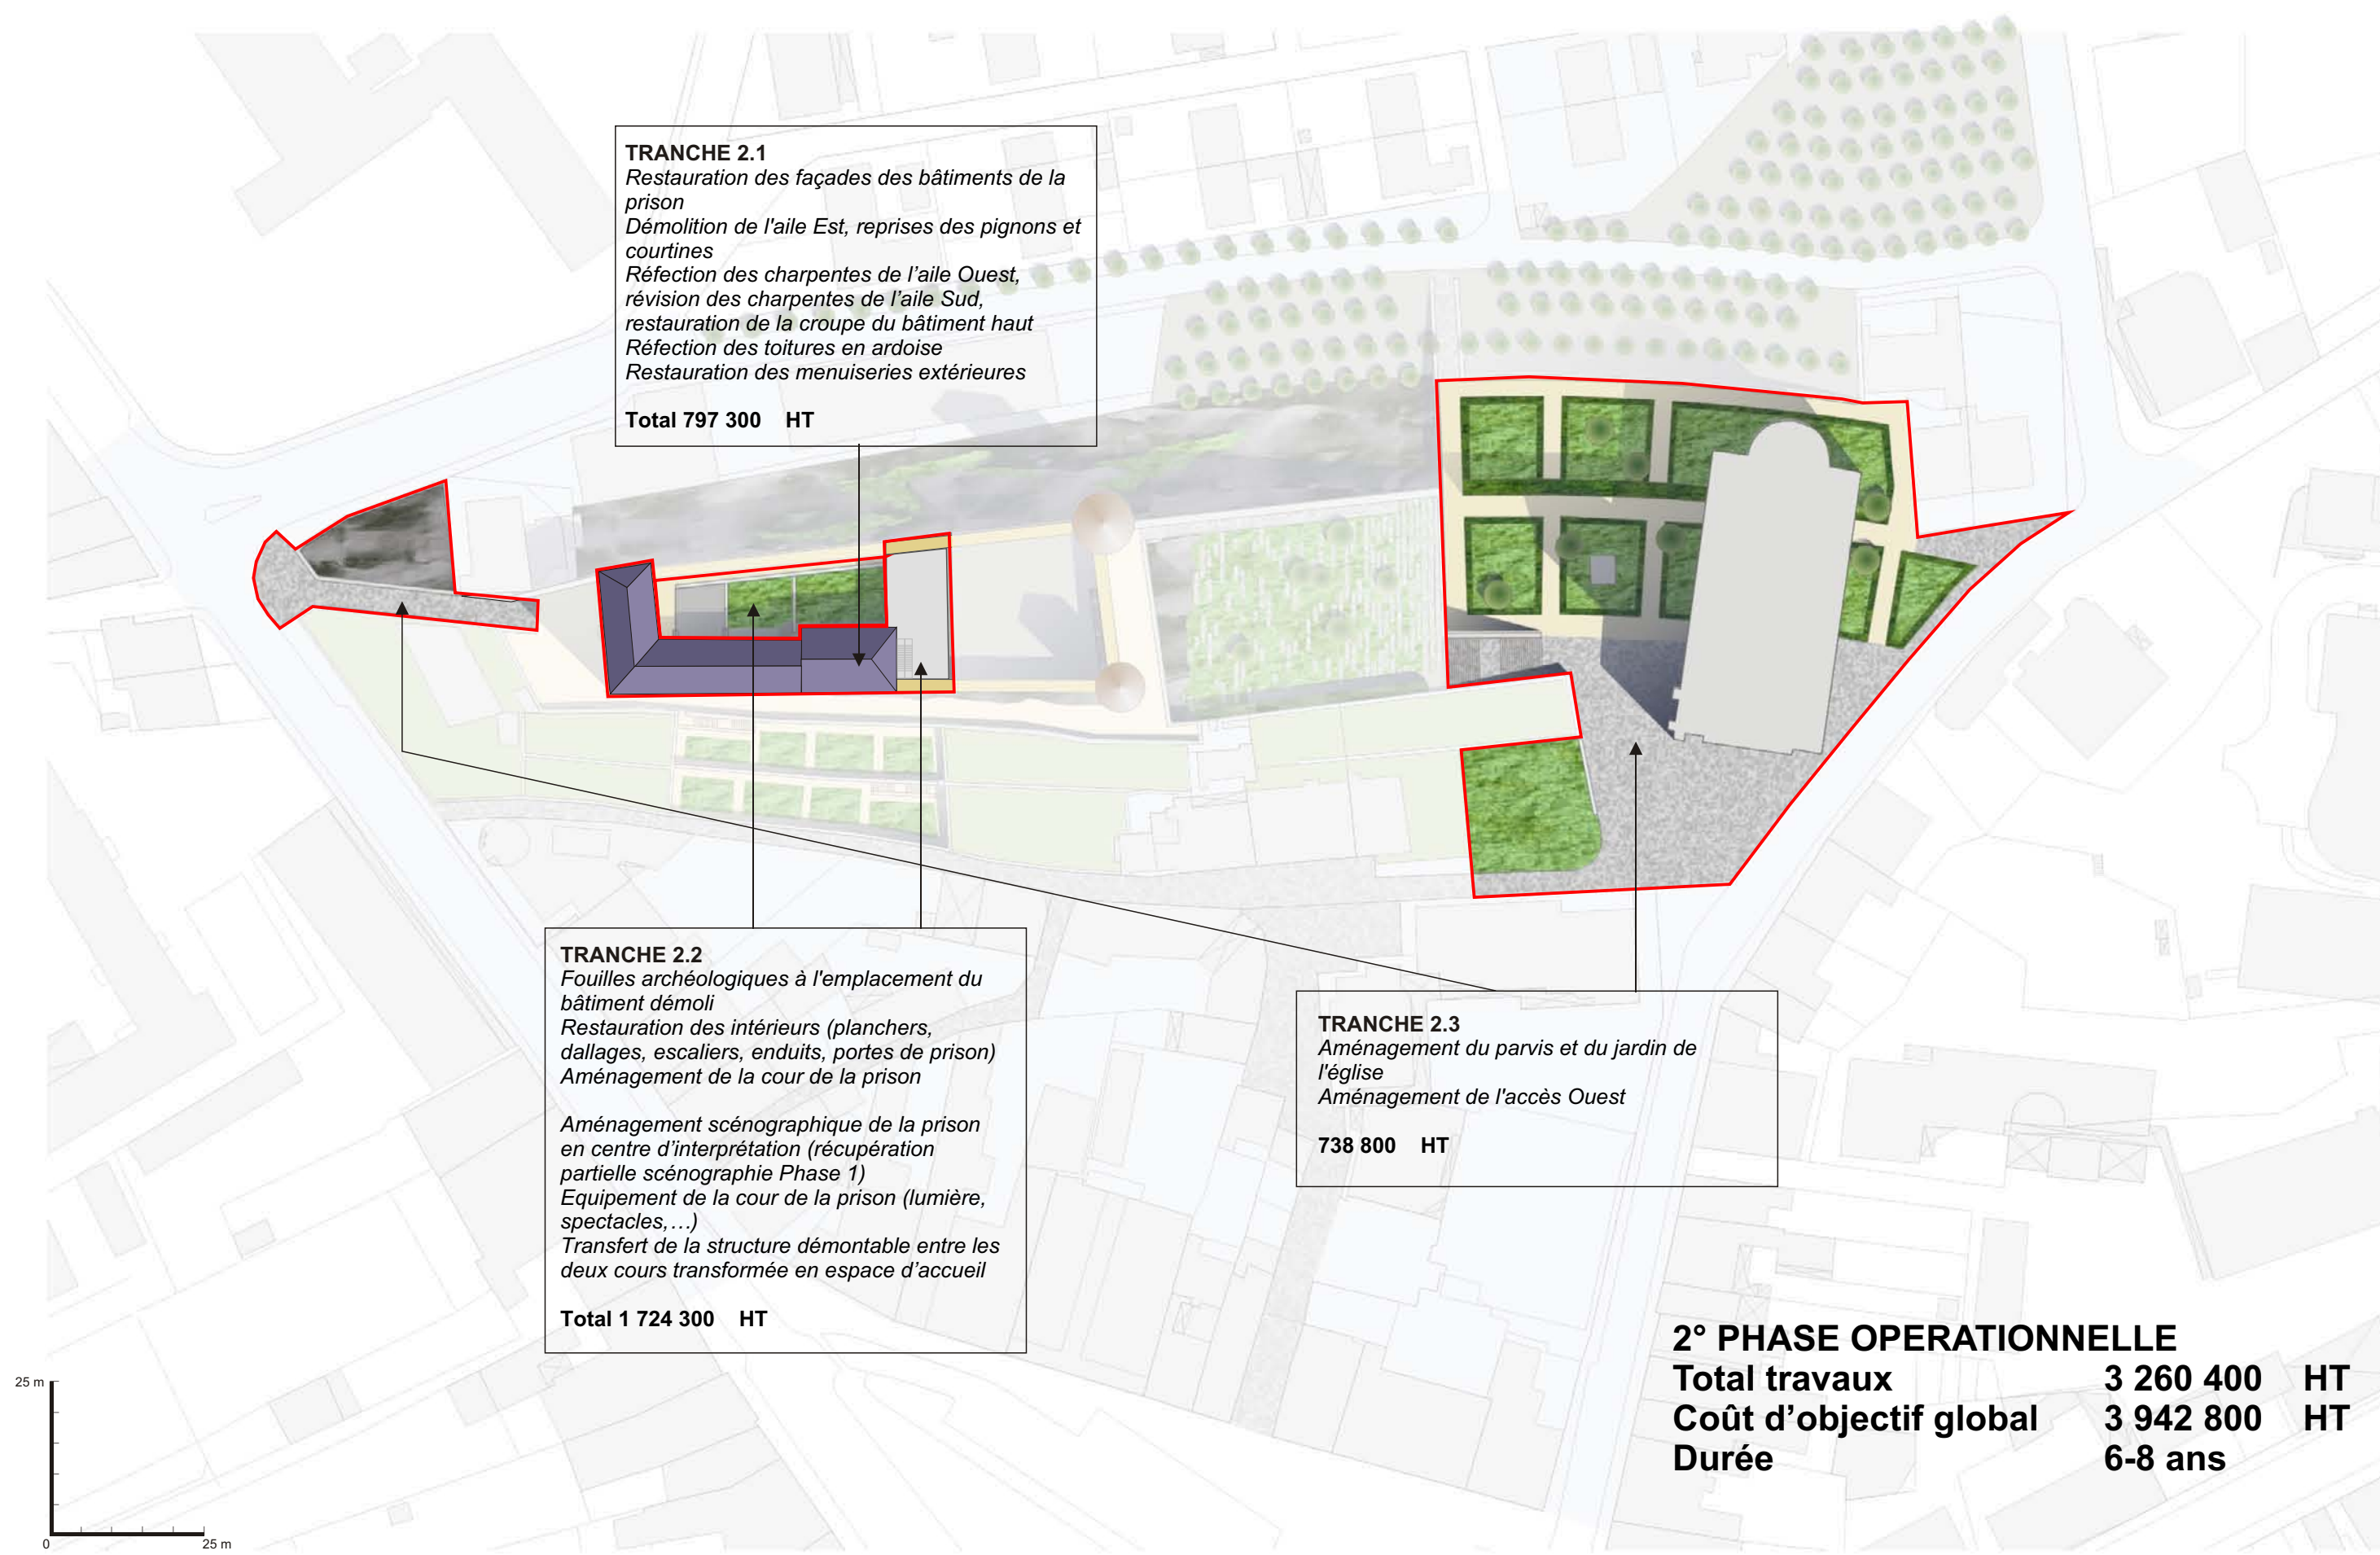 TRANCHE 2.1
Restauration des façades des bâtiments de la
prison
Démolition de l'aile Est, reprises des pignons et
courtines
Réfection des charpentes de l’aile Ouest,
révision des charpentes de l’aile Sud,
restauration de la croupe du bâtiment haut
Réfection des toitures en ardoise
Restauration des menuiseries extérieures
Total 797 300 HT
TRANCHE 2.2
Fouilles archéologiques à l'emplacement du
bâtiment démoli
Restauration des intérieurs (planchers,
dallages, escaliers, enduits, portes de prison)
Aménagement de la cour de la prison
Aménagement scénographique de la prison
en centre d’interprétation (récupération
partielle scénographie Phase 1)
Equipement de la cour de la prison (lumière,
spectacles,…)
Transfert de la structure démontable entre les
deux cours transformée en espace d’accueil
Total 1 724 300 HT
TRANCHE 2.3
Aménagement du parvis et du jardin de
l'église
Aménagement de l'accès Ouest
738 800 HT
2° PHASE OPERATIONNELLE
Total travaux 3 260 400 HT
Coût d’objectif global 3 942 800 HT
Durée 6-8 ans
25 m
0 25 m